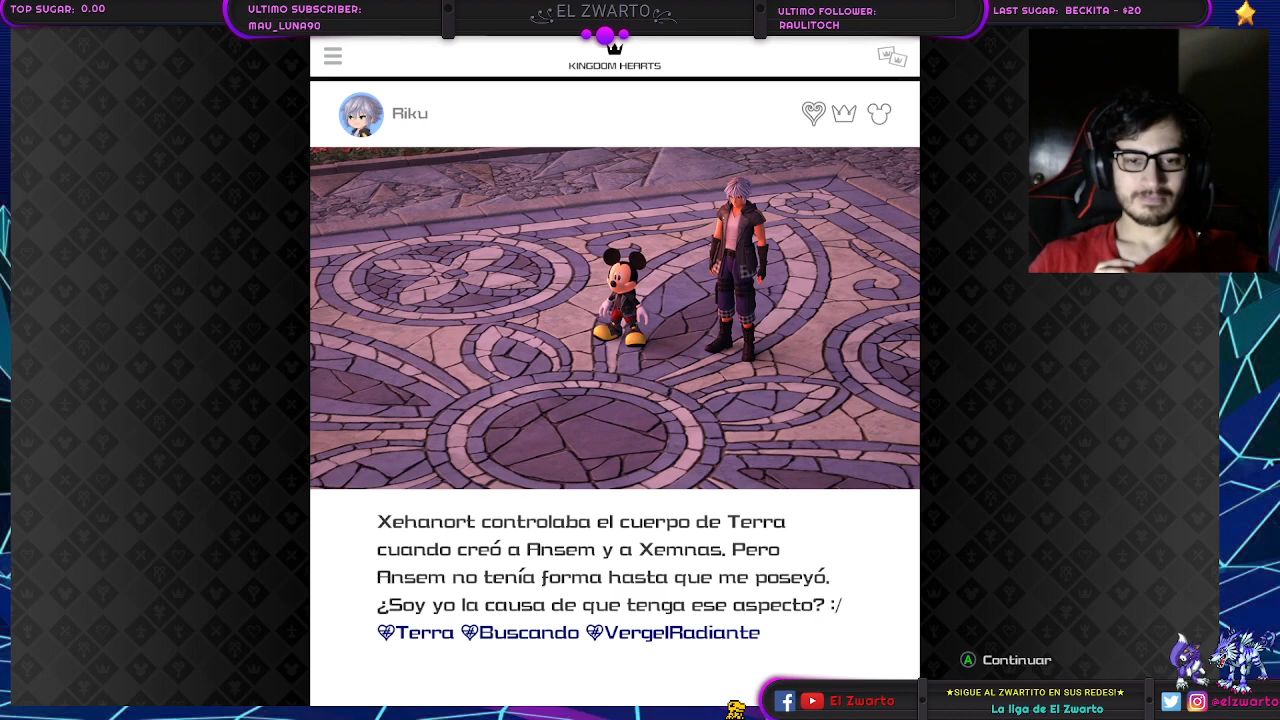 TOP SUGAR: 0.00
ULTIMO SUBSCRIBER:
MAU_LUNA90
EL ZWARTO
ULTIMO FOLLOWER:
RAULITOCH
LAST SUGAR: BECKITA - $20
KINGDOM HEARTS
Riku
Xehanort controlaba el cuerpo de Terra
cuando creó a Ansem y a Xemnas. Pero
Ansem no tenía forma hasta que me poseyó.
¿Soy yo la causa de que tenga ese aspecto? :/
Terra Buscando VergelRadiante
A Continuar
El Zwarto
★SIGUE AL ZWARTITO EN SUS REDES!★
La liga de El Zwarto
@elzwarto